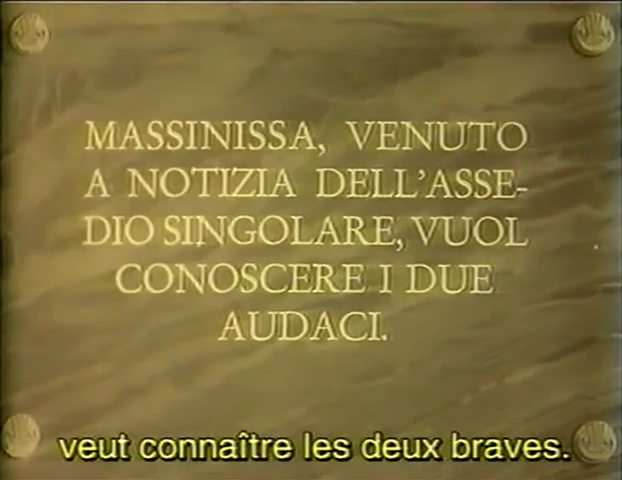 MASSINISSA, VENUTO
A NOTIZIA DELL'ASSE-
DIO SINGOLARE, VUOL
CONOSCERE I DUE
AUDACI.
veut connaître les deux braves.